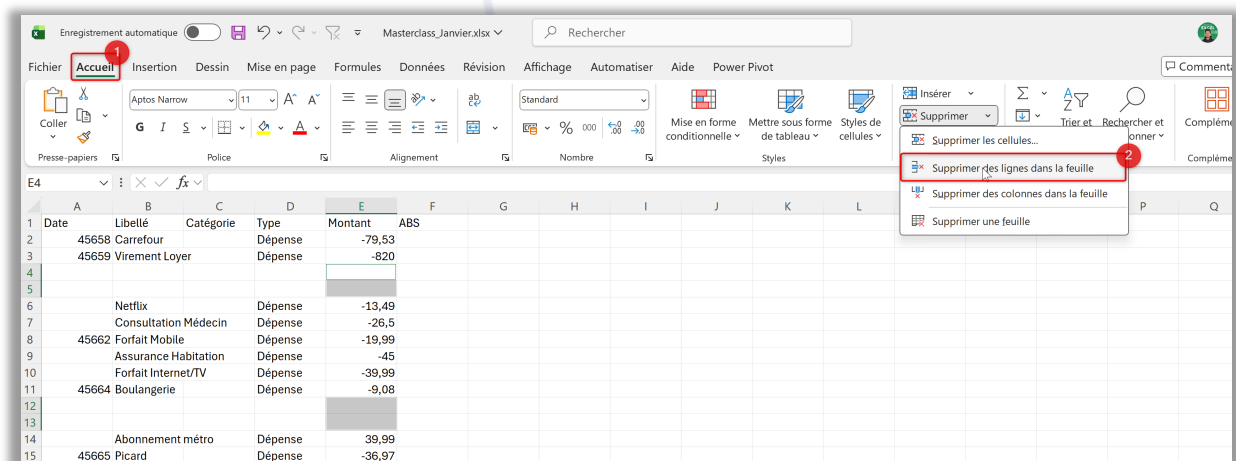 Enregistrement automatique Masterclass_Janvier.xlsx Rechercher
1
Fichier Accueil Insertion Dessin Mise en page Formules Données Révision Affichage Automatiser Aide Power Pivot Commenta
Coller Aptos Narrow 11 A A ab Standard Insérer Σ
G I S A % 000 Mise en forme conditionnelle Mettre sous forme de tableau Styles de cellules Supprimer Trier et Rechercher et onner Compléme
Presse-papiers Police Alignement Nombre Styles Compléme
Supprimer les cellules...
2
Supprimer des lignes dans la feuille
Supprimer des colonnes dans la feuille
Supprimer une feuille
E4 fx
A B C D E F G H I J K L P Q
1 Date Libellé Catégorie Type Montant ABS
2 45658 Carrefour Dépense -79,53
3 45659 Virement Loyer Dépense -820
4
5
6 Netflix Dépense -13,49
7 Consultation Médecin Dépense -26,5
8 45662 Forfait Mobile Dépense -19,99
9 Assurance Habitation Dépense -45
10 Forfait Internet/TV Dépense -39,99
11 45664 Boulangerie Dépense -9,08
12
13
14 Abonnement métro Dépense 39,99
15 45665 Picard Dépense -36,97